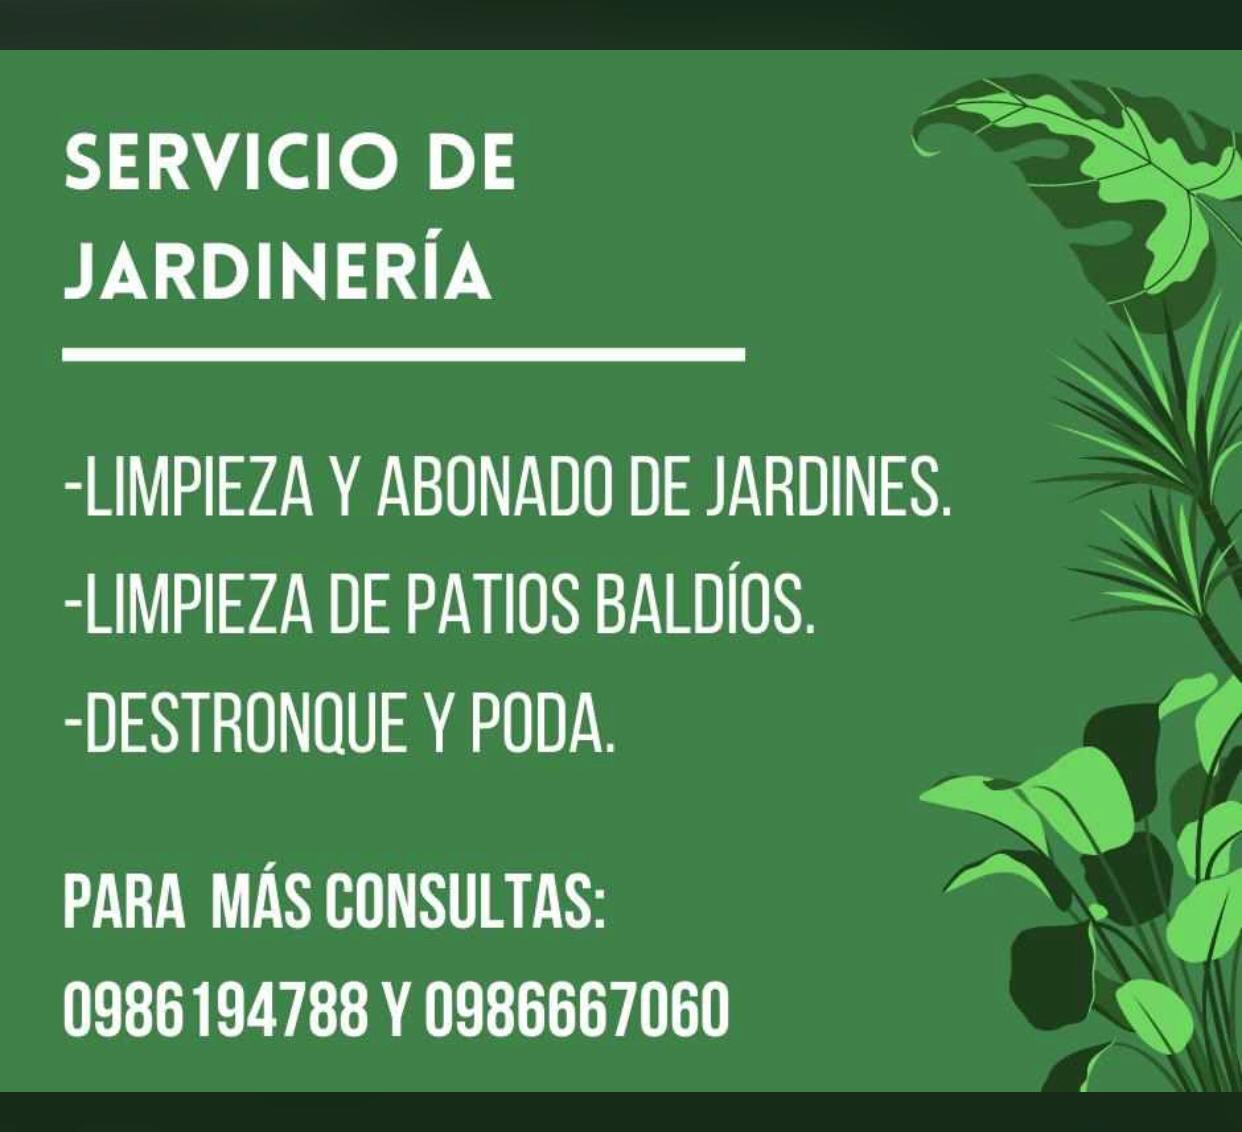 SERVICIO DE
JARDINERÍA
-LIMPIEZA Y ABONADO DE JARDINES.
-LIMPIEZA DE PATIOS BALDÍOS.
-DESTRONQUE Y PODA.
PARA MÁS CONSULTAS:
0986194788 Y 0986667060